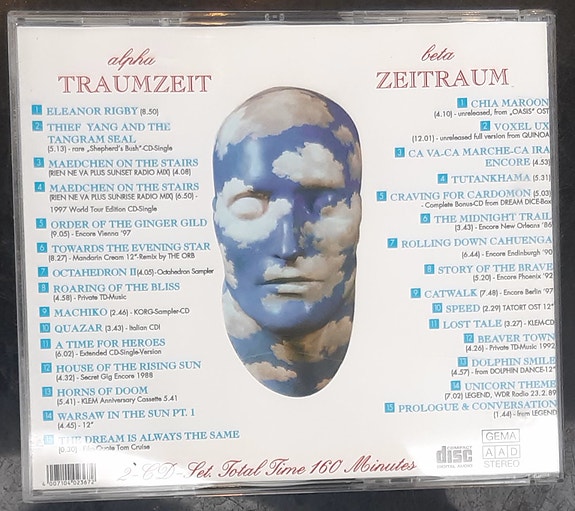 alpha
TRAUMZEIT
1 ELEANOR RIGBY (8.50)
2 THIEF YANG AND THE
TANGRAM SEAL
(5.13) - rare „Shepherd's Bush"-CD-Single
3 MAEDCHEN ON THE STAIRS
(RIEN NE VA PLUS SUNSET RADIO MIX) (4.08)
4 MAEDCHEN ON THE STAIRS
(RIEN NE VA PLUS SUNRISE RADIO MIX) (6.50) -
1997 World Tour Edition CD-Single
5 ORDER OF THE GINGER GILD
(9.05) - Encore Vienna '97
6 TOWARDS THE EVENING STAR
(8.27) - Mandarin Cream 12"-Remix by THE ORB
7 OCTAHEDRON II (4.05) - Octahedron Sampler
8 ROARING OF THE BLISS
(4.58) - Private TD-Music
9 MACHIKO (2.46) - KORG-Sampler-CD
10 QUAZAR (3.43) - Italian CD!
11 A TIME FOR HEROES
(6.02) - Extended CD-Single-Version
12 HOUSE OF THE RISING SUN
(4.32) - Secret Gig Encore 1988
13 HORNS OF DOOM
(5.41) - KLEM Anniversary Cassette 5.41
14 WARSAW IN THE SUN PT. 1
(4.45) - 12"
15 THE DREAM IS ALWAYS THE SAME
(0.30) - Film Quote Tom Cruise
beta
ZEITRAUM
1 CHIA MAROON
(4.10) - unreleased, from „OASIS" OST
2 VOXEL UX
(12.01) - unreleased full version from QUINOA
3 CA VA-CA MARCHE-CA IRA
ENCORE (4.53)
4 TUTANKHAMA (5.31)
5 CRAVING FOR CARDOMON (5.03)
- Complete Bonus-CD from DREAM DICE-Box
6 THE MIDNIGHT TRAIL
(3.43) - Encore New Orleans '86
7 ROLLING DOWN CAHUENGA
(6.44) - Encore Endinburgh '90
8 STORY OF THE BRAVE
(5.20) - Encore Phoenix '92
9 CATWALK (7.48) - Encore Berlin '97
10 SPEED (2.29) TATORT OST 12"
11 LOST TALE (3.27) - KLEM-CD
12 BEAVER TOWN
(4.26) - Private TD-Music 1992
13 DOLPHIN SMILE
(4.57) - from DOLPHIN DANCE-12"
14 UNICORN THEME
(7.02) LEGEND, WDR Radio 23.2.89
15 PROLOGUE & CONVERSATION
(1.44) - from LEGEND
2-CD-Set. Total Time 160 Minutes
4 007104 023672
COMPACT
disc
DIGITAL AUDIO
GEMA
AAD
STEREO